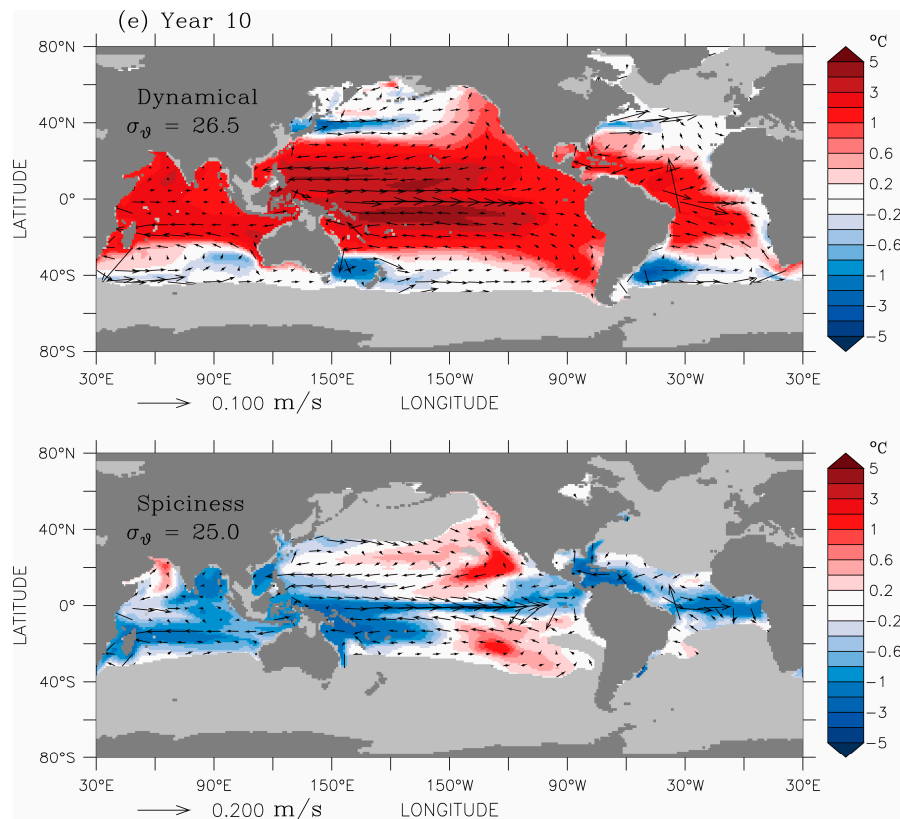 (e) Year 10
80°N
40°N
0°
40°S
80°S
LATITUDE
Dynamical
σϑ = 26.5
30°E 90°E 150°E 150°W 90°W 30°W 30°E
0.100 m/s LONGITUDE
°C
5
3
1
0.6
0.2
−0.2
−0.6
−1
−3
−5
80°N
40°N
0°
40°S
80°S
LATITUDE
Spiciness
σϑ = 25.0
30°E 90°E 150°E 150°W 90°W 30°W 30°E
0.200 m/s LONGITUDE
°C
5
3
1
0.6
0.2
−0.2
−0.6
−1
−3
−5